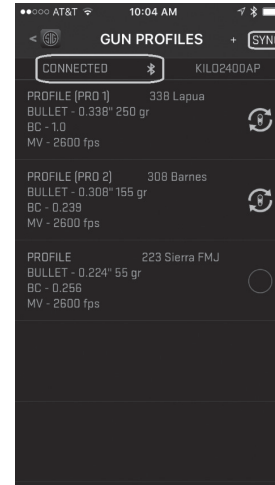 AT&T 10:04 AM
< SIG GUN PROFILES + SYNC
CONNECTED KILO2400AP
PROFILE (PRO 1) 338 Lapua
BULLET - 0.338" 250 gr
BC - 1.0
MV - 2600 fps
PROFILE (PRO 2) 308 Barnes
BULLET - 0.308" 155 gr
BC - 0.239
MV - 2600 fps
PROFILE 223 Sierra FMJ
BULLET - 0.224" 55 gr
BC - 0.256
MV - 2600 fps